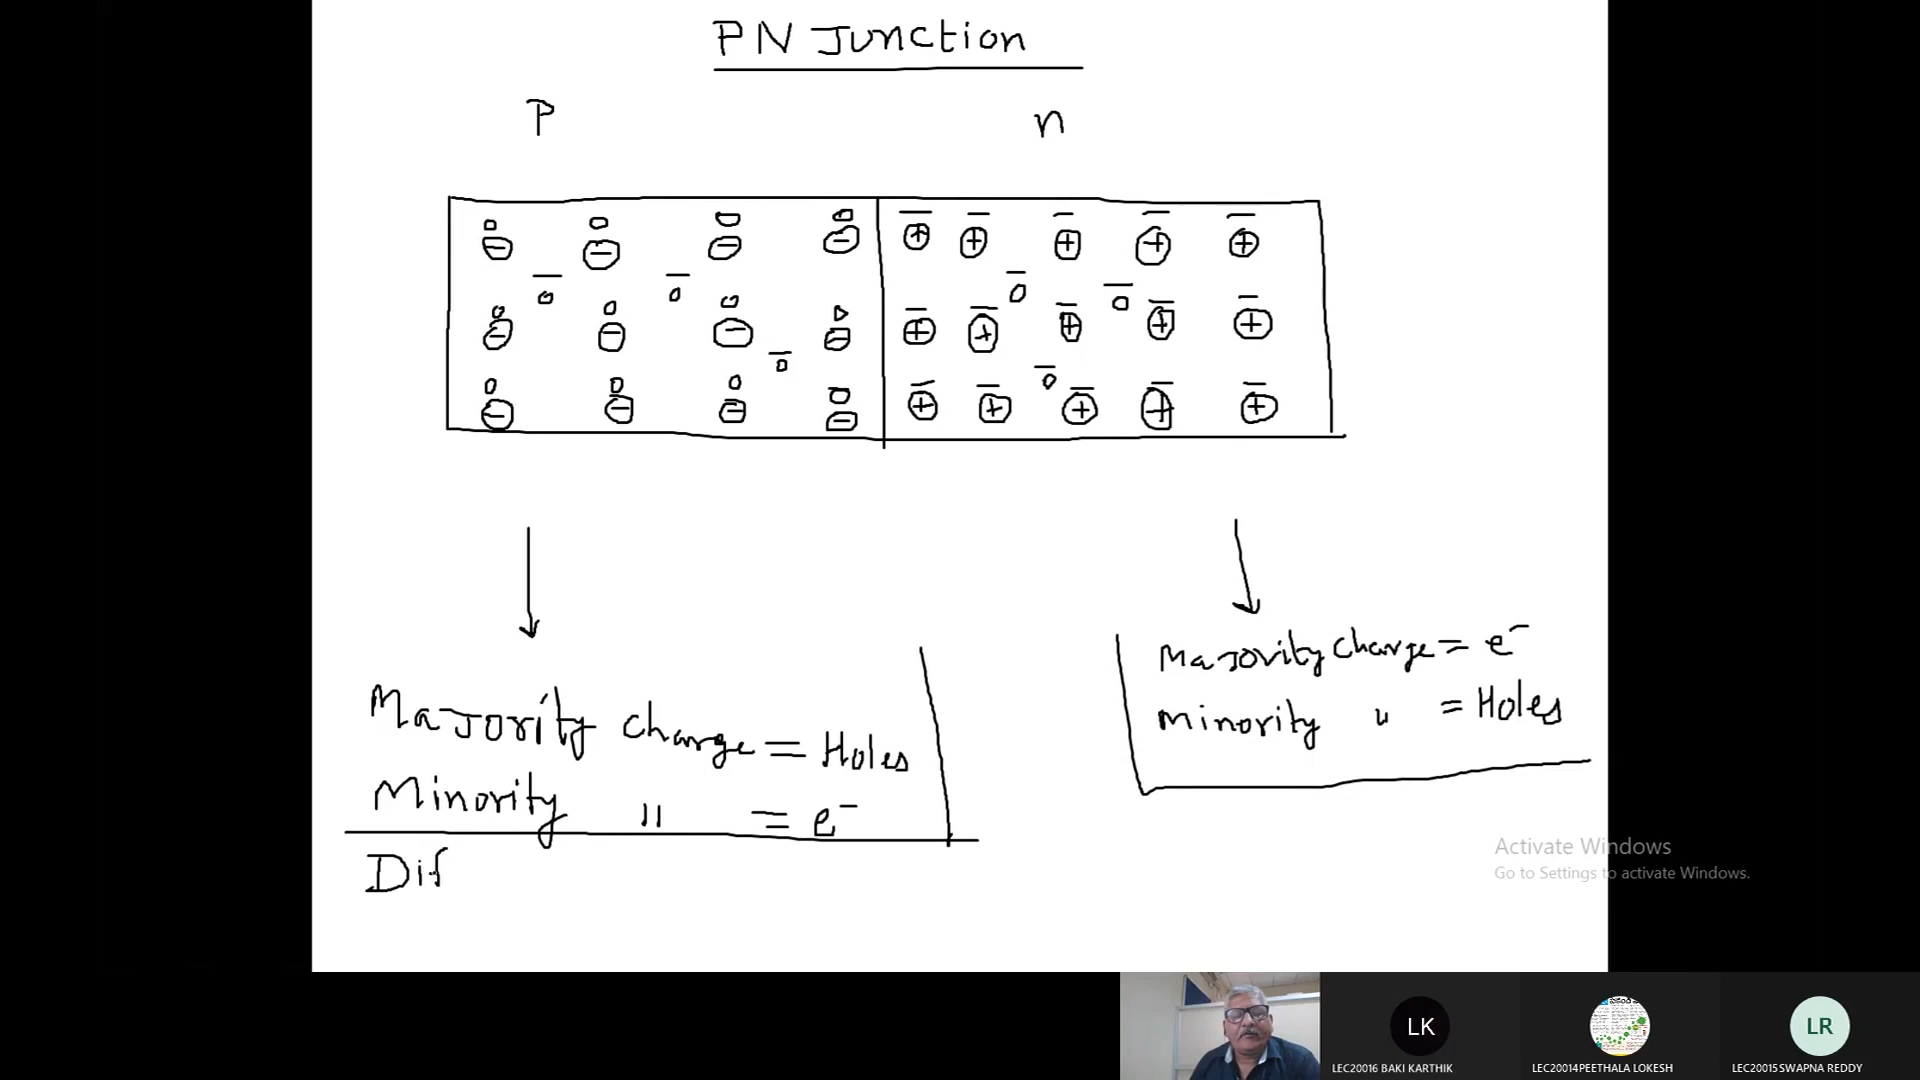 PN Junction
P
n
Majority charge = e⁻
Minority " = Holes
Majority charge = Holes
Minority " = e⁻
Dif
Activate Windows
Go to Settings to activate Windows.
LK
LR
LEC20016 BAKI KARTHIK
LEC20014PEETHALA LOKESH
LEC20015SWAPNA REDDY